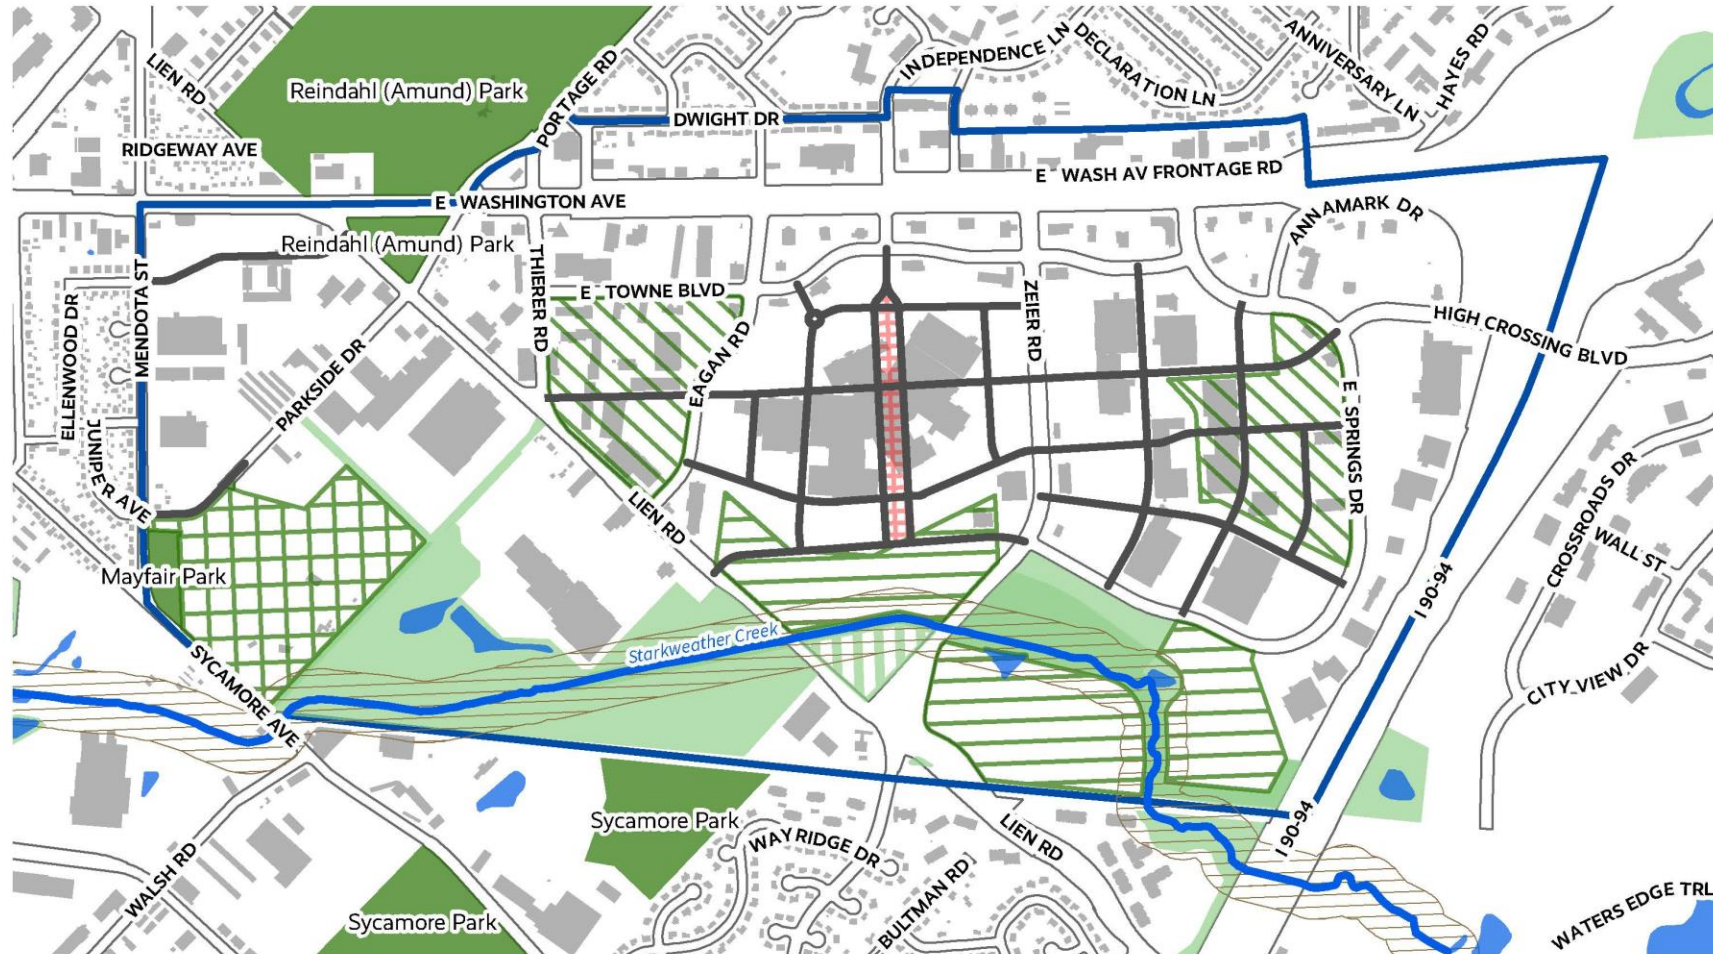 LIEN RD
Reindahl (Amund) Park
PORTAGE RD
INDEPENDENCE LN
DECLARATION LN
ANNIVERSARY LN
HAYES RD
RIDGEWAY AVE
DWIGHT DR
E WASH AV FRONTAGE RD
E WASHINGTON AVE
ANNAMARK DR
Reindahl (Amund) Park
MENDOTA ST
THIERER RD
E TOWNE BLVD
ZEIER RD
ELLENWOOD DR
PARKSIDE DR
EAGAN RD
HIGH CROSSING BLVD
JUNIPER AVE
E SPRINGS DR
LIEN RD
CROSSROADS DR
WALL ST
Mayfair Park
I 90-94
Starkweather Creek
SYCAMORE AVE
CITY VIEW DR
Sycamore Park
WAYRIDGE DR
LIEN RD
I 90-94
WALSH RD
BULTMAN RD
Sycamore Park
WATERS EDGE TRL